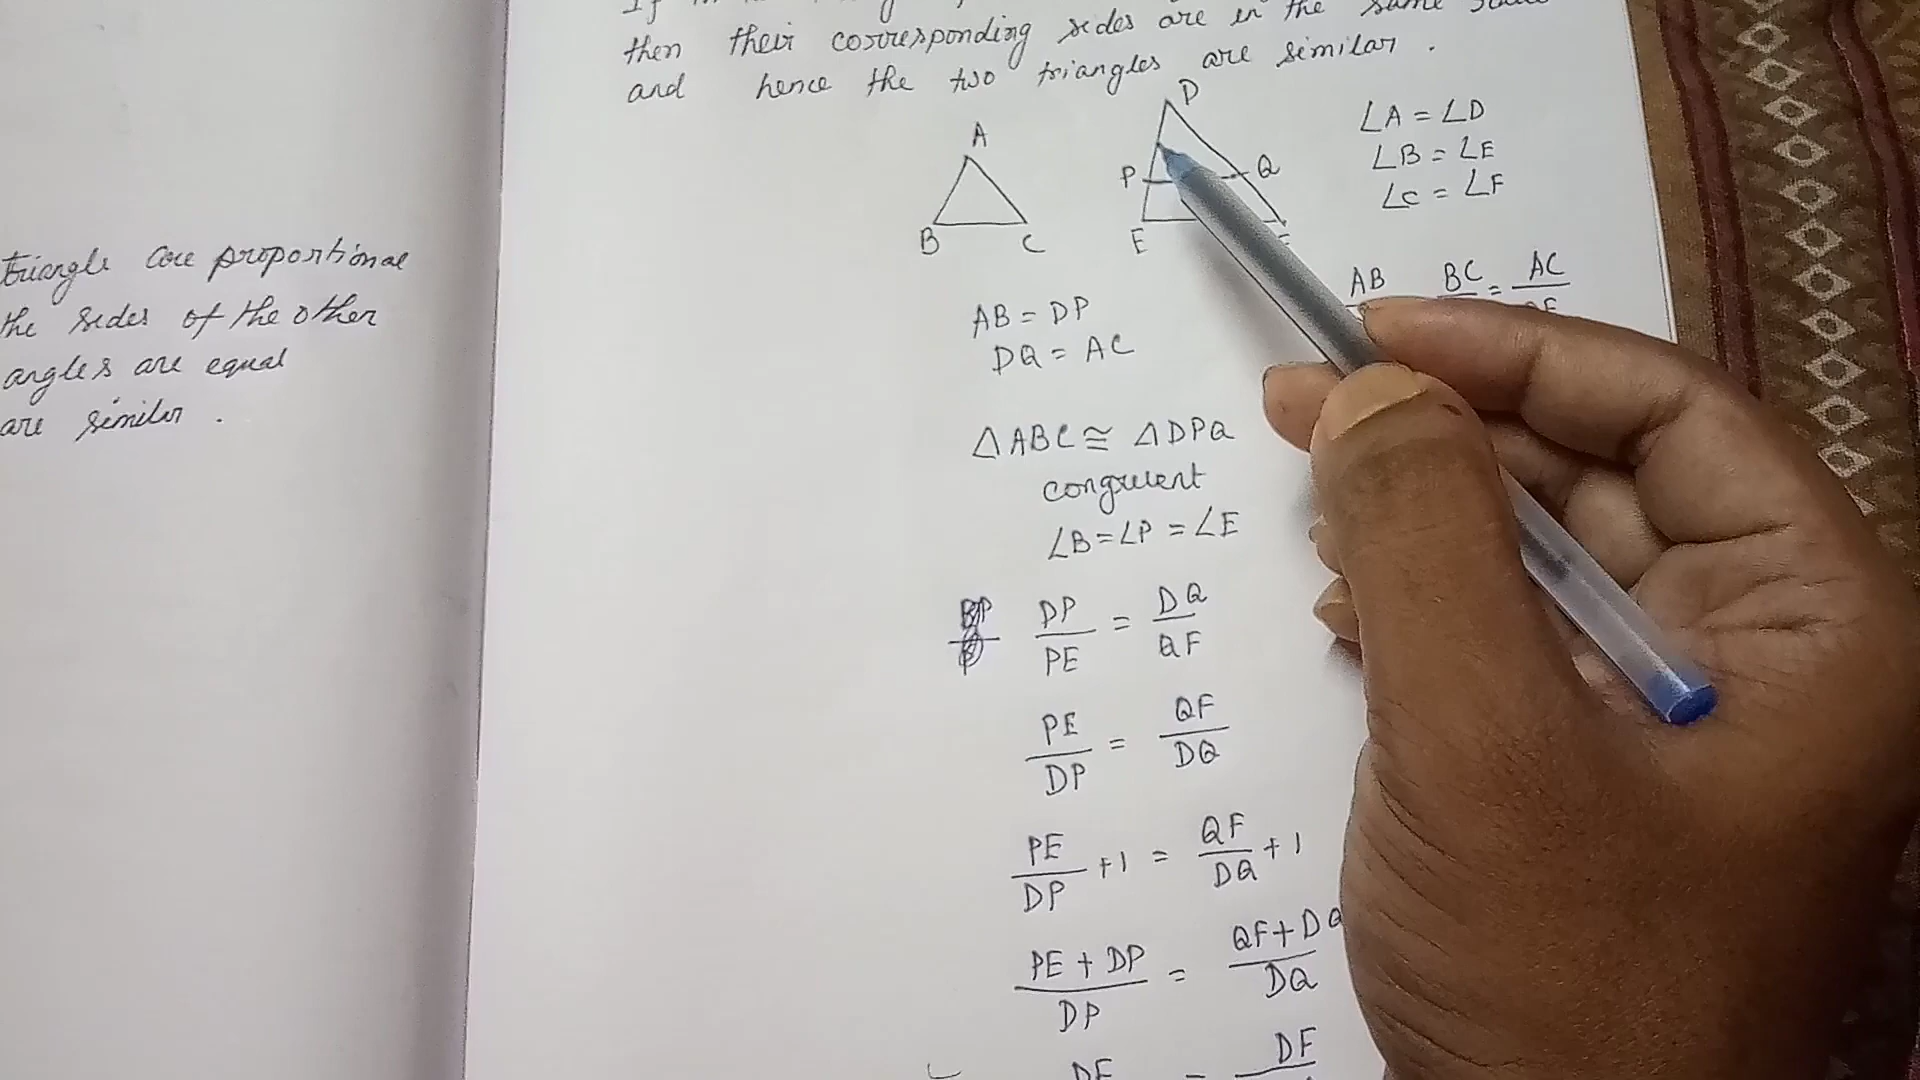 triangle are proportional
the sides of the other
angles are equal
are similar .
then their corresponding sides are in the same
and hence the two triangles are similar .
A
B C
D
P Q
E
∠A = ∠D
∠B = ∠E
∠C = ∠F
AB BC = AC
AB = DP
DQ = AC
△ABC ≅ △DPQ
congruent
∠B = ∠P = ∠E
DP/PE = DQ/QF
PE/DP = QF/DQ
PE/DP + 1 = QF/DQ + 1
PE + DP/DP = QF + DQ/DQ
DF